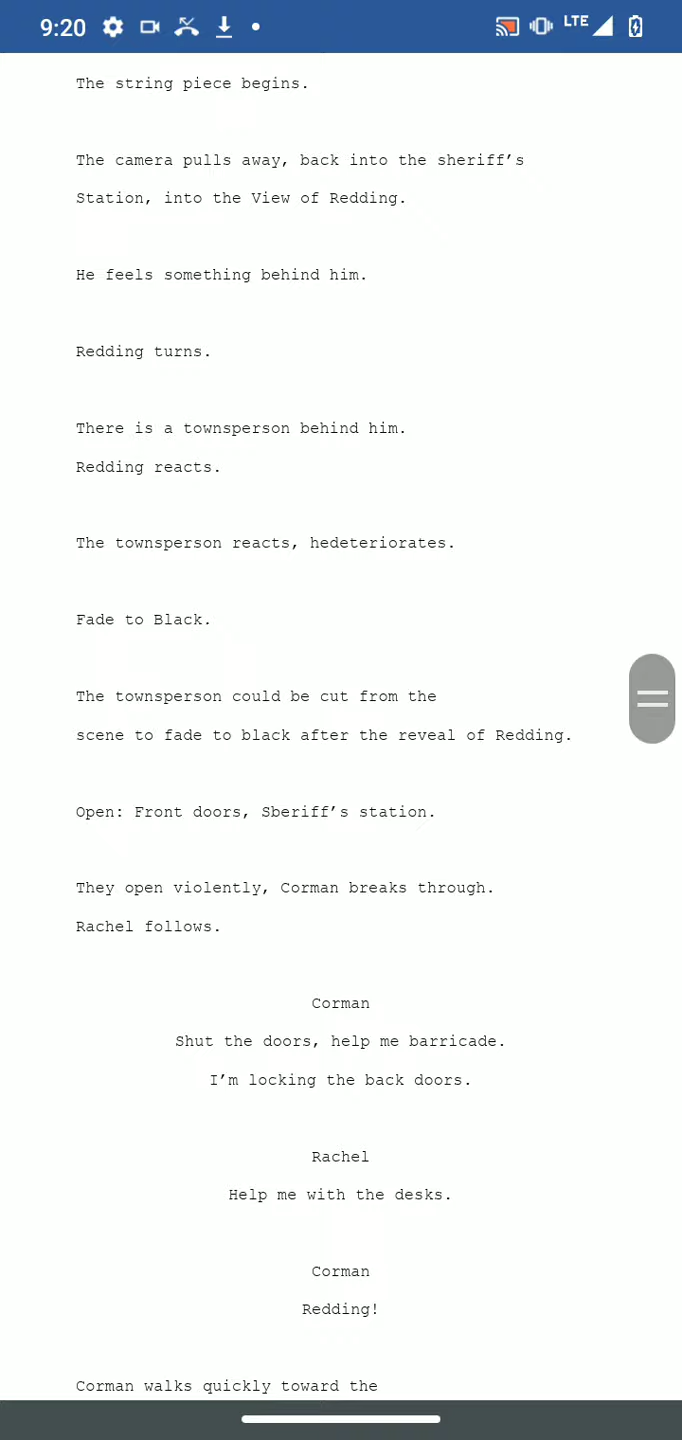 9:20
LTE
The string piece begins.
The camera pulls away, back into the sheriff’s
Station, into the View of Redding.
He feels something behind him.
Redding turns.
There is a townsperson behind him.
Redding reacts.
The townsperson reacts, hedeteriorates.
Fade to Black.
The townsperson could be cut from the
scene to fade to black after the reveal of Redding.
Open: Front doors, Sberiff’s station.
They open violently, Corman breaks through.
Rachel follows.
Corman
Shut the doors, help me barricade.
I’m locking the back doors.
Rachel
Help me with the desks.
Corman
Redding!
Corman walks quickly toward the